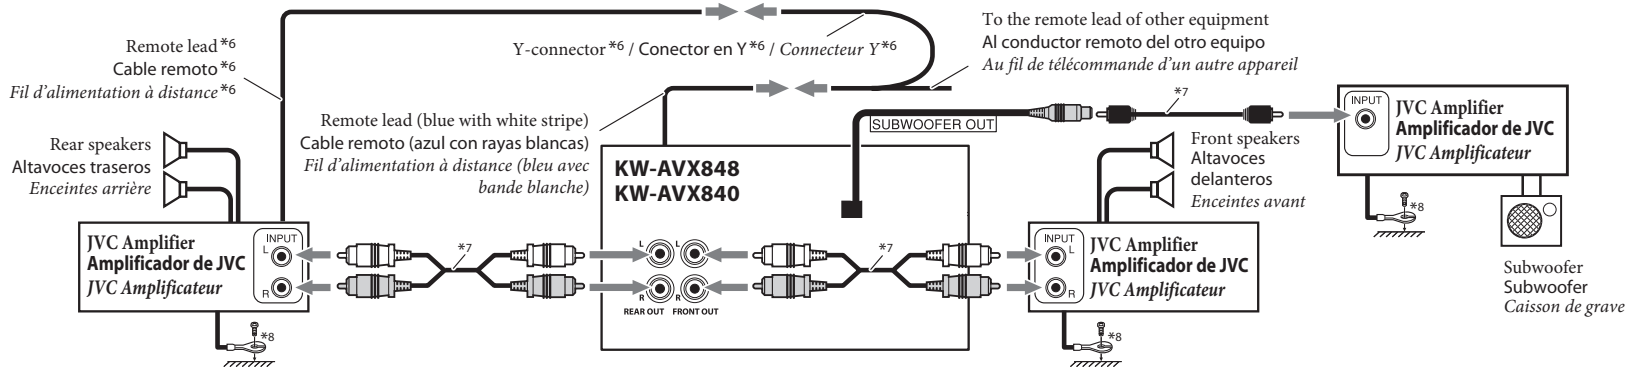 Remote lead *6
Cable remoto *6
Fil d'alimentation à distance *6
Y-connector *6 / Conector en Y *6 / Connecteur Y *6
To the remote lead of other equipment
Al conductor remoto del otro equipo
Au fil de télécommande d'un autre appareil
Remote lead (blue with white stripe)
Cable remoto (azul con rayas blancas)
Fil d'alimentation à distance (bleu avec
bande blanche)
Rear speakers
Altavoces traseros
Enceintes arrière
JVC Amplifier
Amplificador de JVC
JVC Amplificateur
INPUT
L
R
*8
*7
KW-AVX848
KW-AVX840
SUBWOOFER OUT
L
L
R
R
REAR OUT
FRONT OUT
*7
Front speakers
Altavoces
delanteros
Enceintes avant
INPUT
L
R
JVC Amplifier
Amplificador de JVC
JVC Amplificateur
*8
*7
INPUT
JVC Amplifier
Amplificador de JVC
JVC Amplificateur
*8
Subwoofer
Subwoofer
Caisson de grave